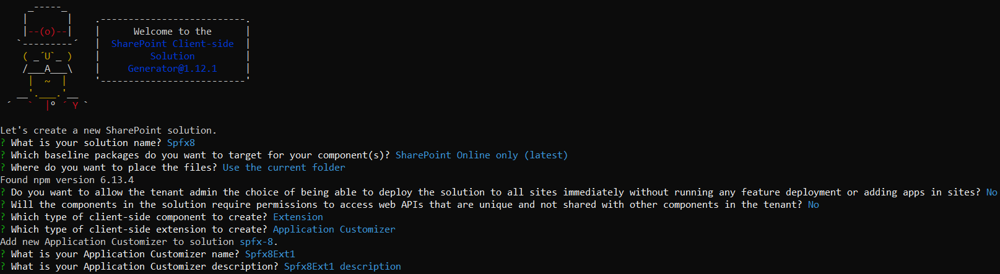 Welcome to the
SharePoint Client-side
Solution
Generator@1.12.1
Let's create a new SharePoint solution.
? What is your solution name? Spfx8
? Which baseline packages do you want to target for your component(s)? SharePoint Online only (latest)
? Where do you want to place the files? Use the current folder
Found npm version 6.13.4
? Do you want to allow the tenant admin the choice of being able to deploy the solution to all sites immediately without running any feature deployment or adding apps in sites? No
? Will the components in the solution require permissions to access web APIs that are unique and not shared with other components in the tenant? No
? Which type of client-side component to create? Extension
? Which type of client-side extension to create? Application Customizer
Add new Application Customizer to solution spfx-8.
? What is your Application Customizer name? Spfx8Ext1
? What is your Application Customizer description? Spfx8Ext1 description